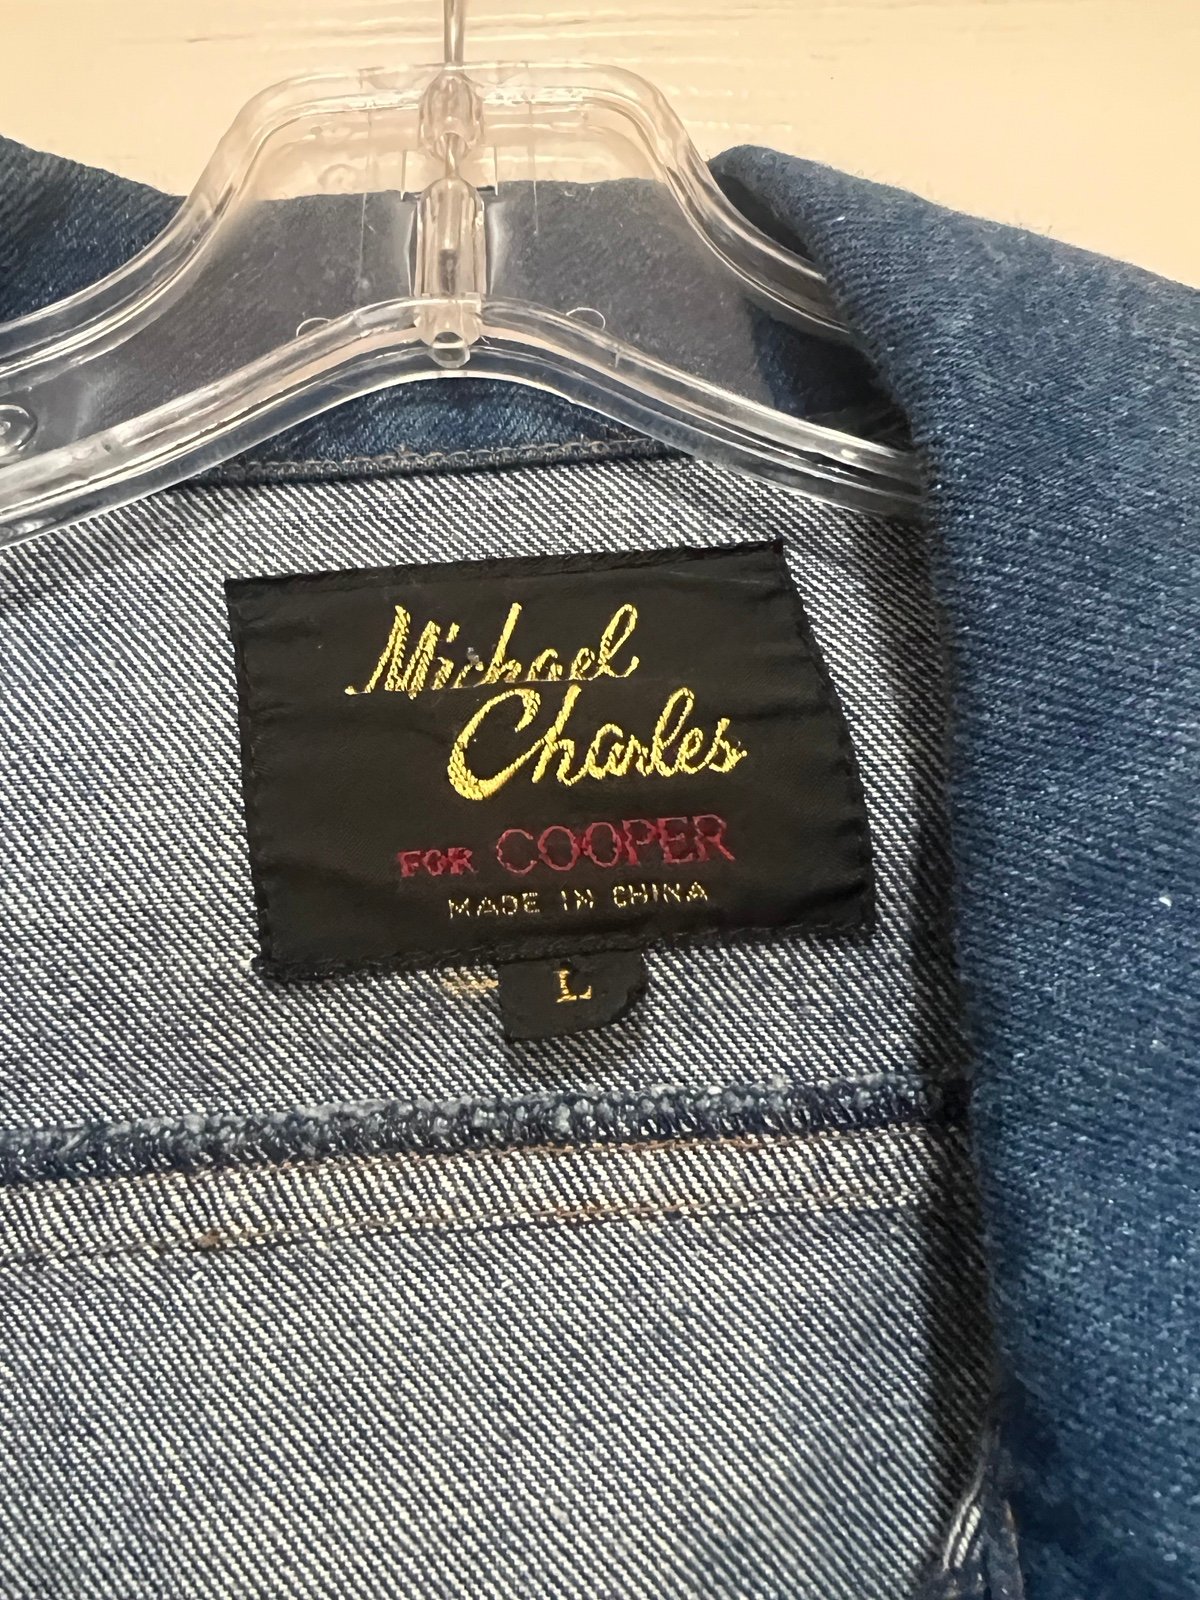 Michael
Charles
FOR COOPER
MADE IN CHINA
L